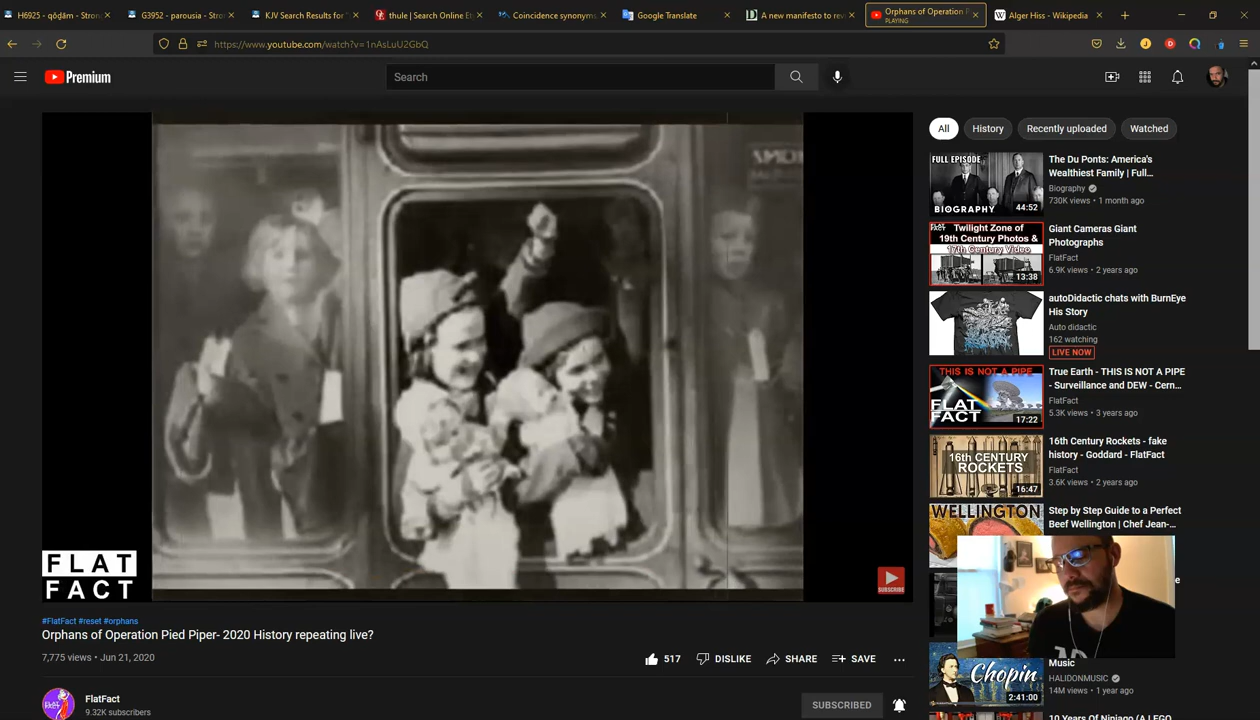 H6925 - qōḏām - Stron
G3952 - parousia - Stron
KJV Search Results for "
thule | Search Online Et
Coincidence synonyms,
Google Translate
A new manifesto to rev
Orphans of Operation P
PLAYING
Alger Hiss - Wikipedia
https://www.youtube.com/watch?v=1nAsLuU2GbQ
Premium
Search
FLAT
FACT
SUBSCRIBE
#FlatFact #reset #orphans
Orphans of Operation Pied Piper- 2020 History repeating live?
7,775 views • Jun 21, 2020
517
DISLIKE
SHARE
SAVE
FlatFact
9.32K subscribers
SUBSCRIBED
All
History
Recently uploaded
Watched
FULL EPISODE
BIOGRAPHY
44:52
The Du Ponts: America's
Wealthiest Family | Full...
Biography
730K views • 1 month ago
Twilight Zone of
19th Century Photos &
17th Century Video
13:38
Giant Cameras Giant
Photographs
FlatFact
6.9K views • 2 years ago
autoDidactic chats with BurnEye
His Story
Auto didactic
162 watching
LIVE NOW
THIS IS NOT A PIPE
FLAT
FACT
17:22
True Earth - THIS IS NOT A PIPE
- Surveillance and DEW - Cern...
FlatFact
5.3K views • 3 years ago
16TH CENTURY
ROCKETS
16:47
16th Century Rockets - fake
history - Goddard - FlatFact
FlatFact
3.6K views • 2 years ago
WELLINGTON
Step by Step Guide to a Perfect
Beef Wellington | Chef Jean-...
Chopin
2:41:00
Music
HALIDONMUSIC
14M views • 1 year ago
10 Years Of Ninjago (A LEGO